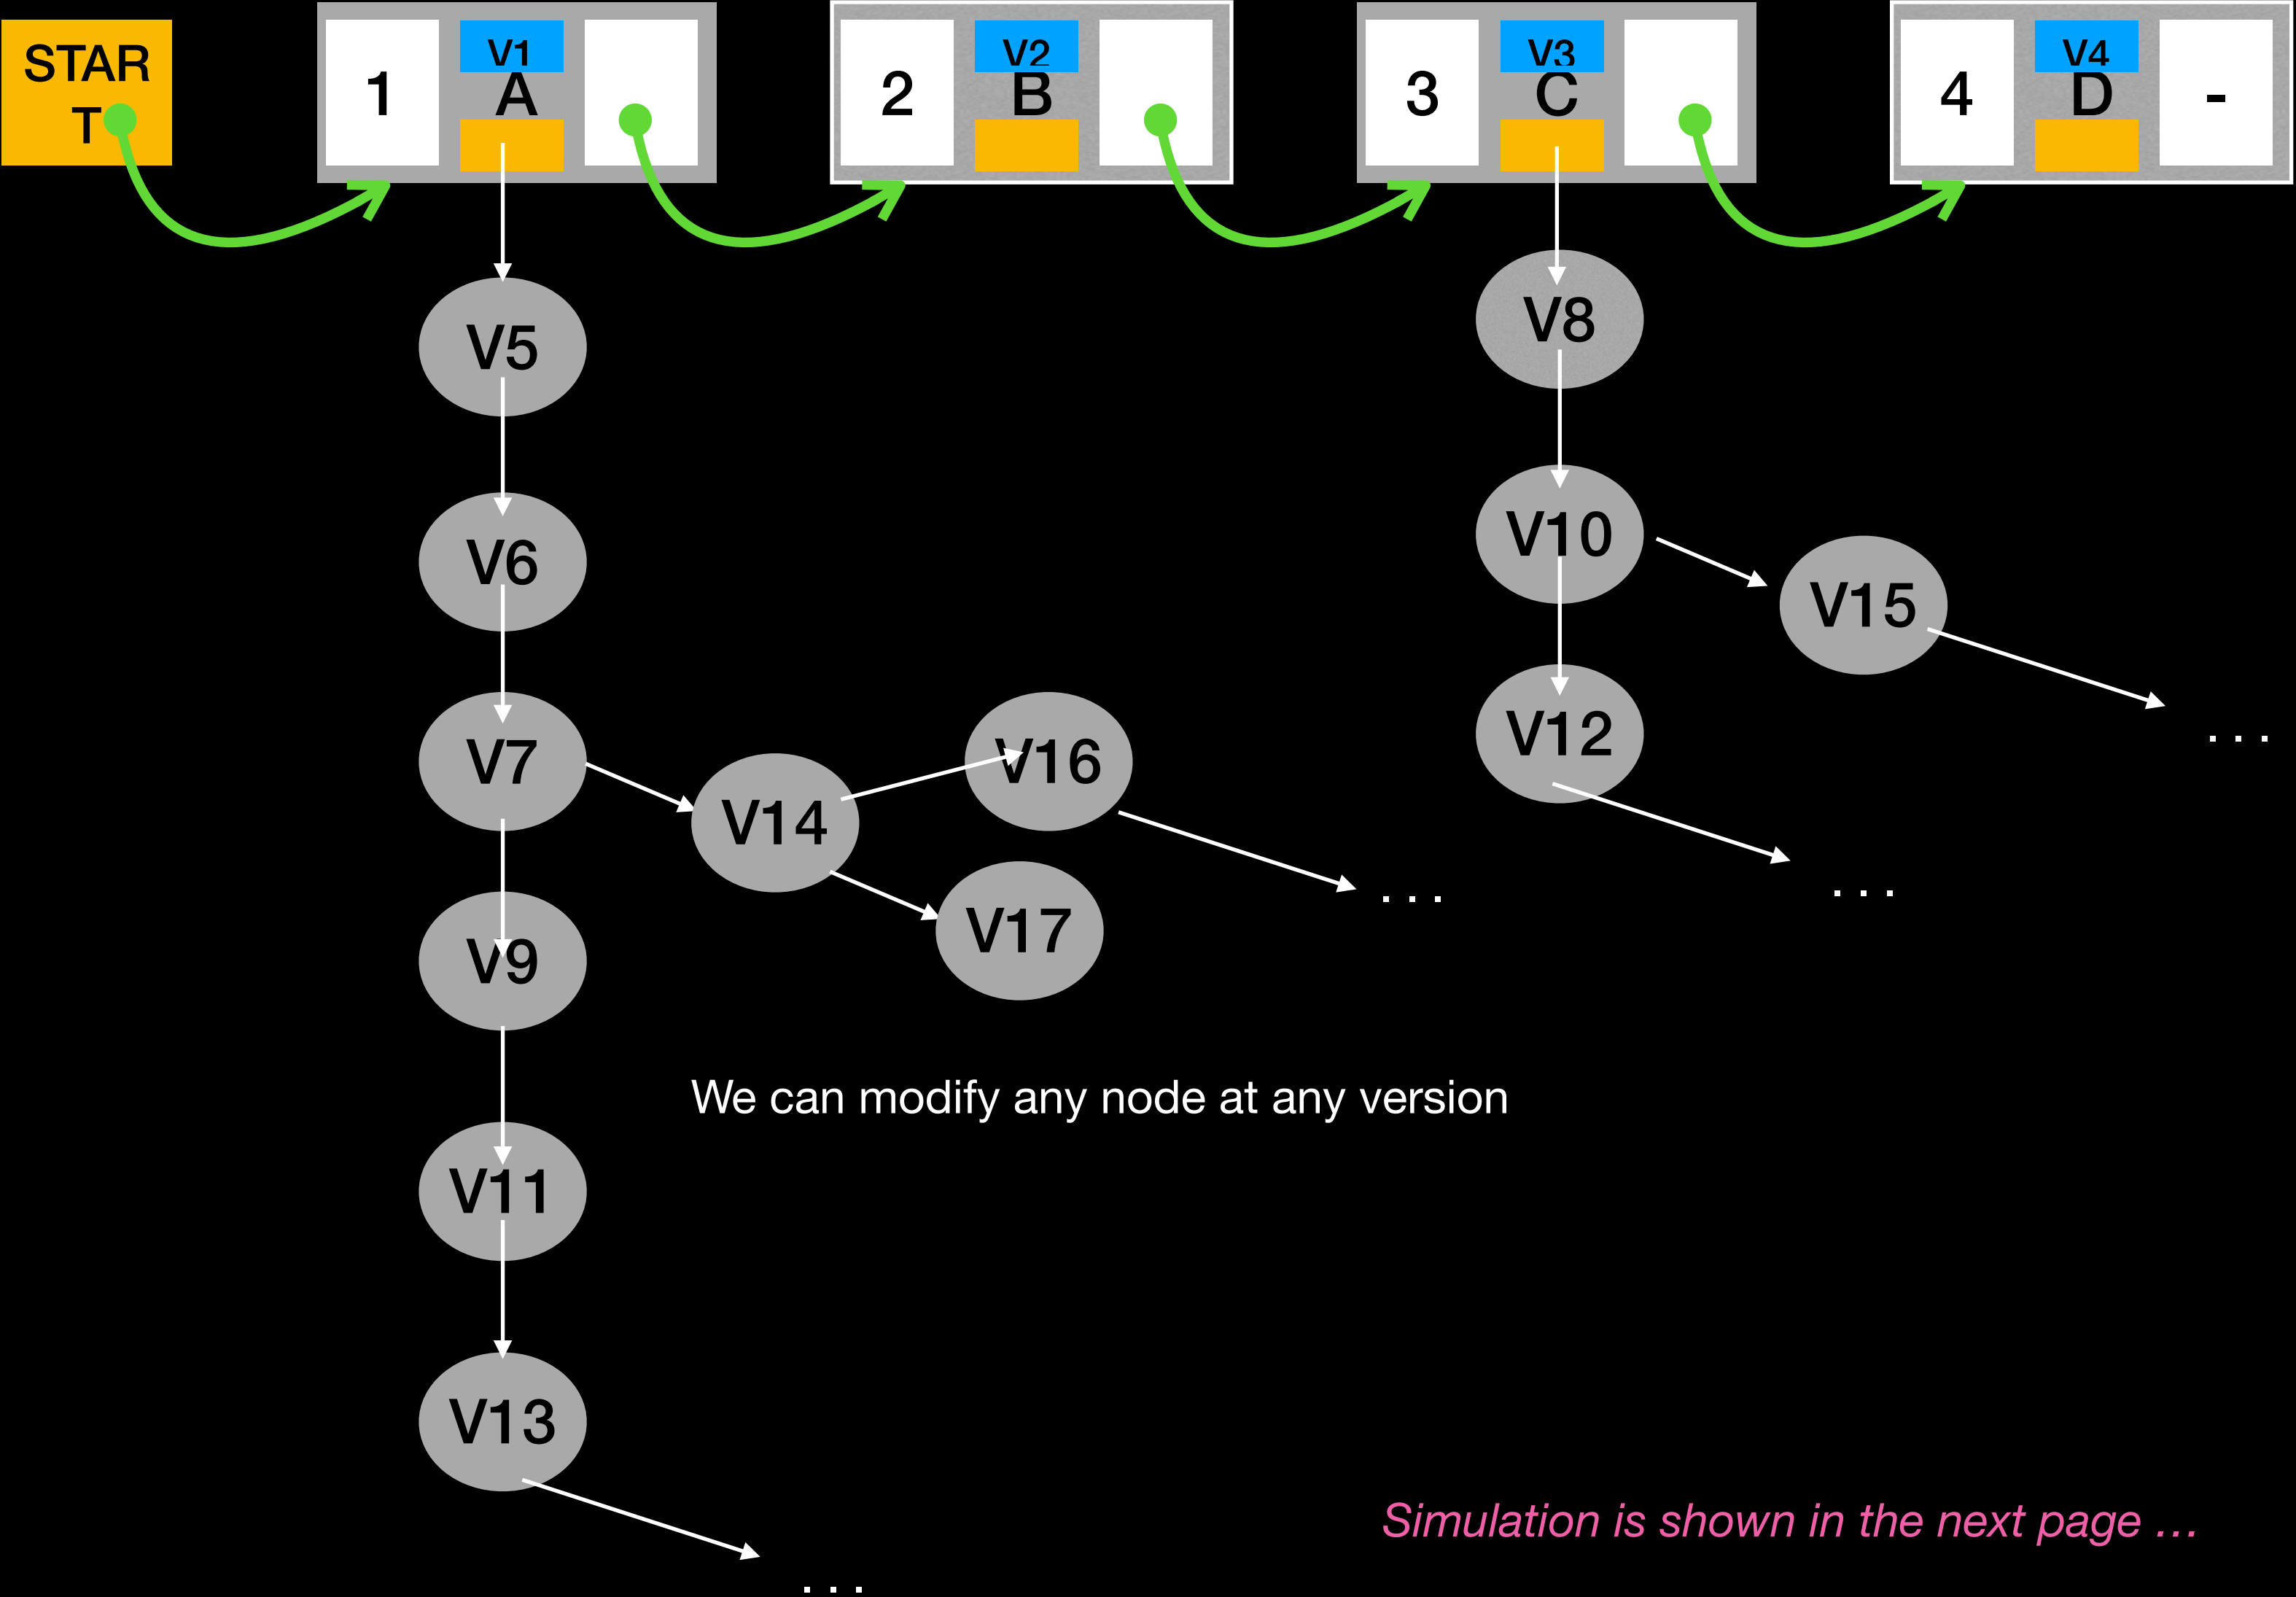 STAR
T
1
V1
A
2
V2
B
3
V3
C
4
V4
D
-
V5
V8
V6
V10
V15
V7
V16
V12
...
V14
...
...
V9
V17
We can modify any node at any version
V11
V13
Simulation is shown in the next page ...
...